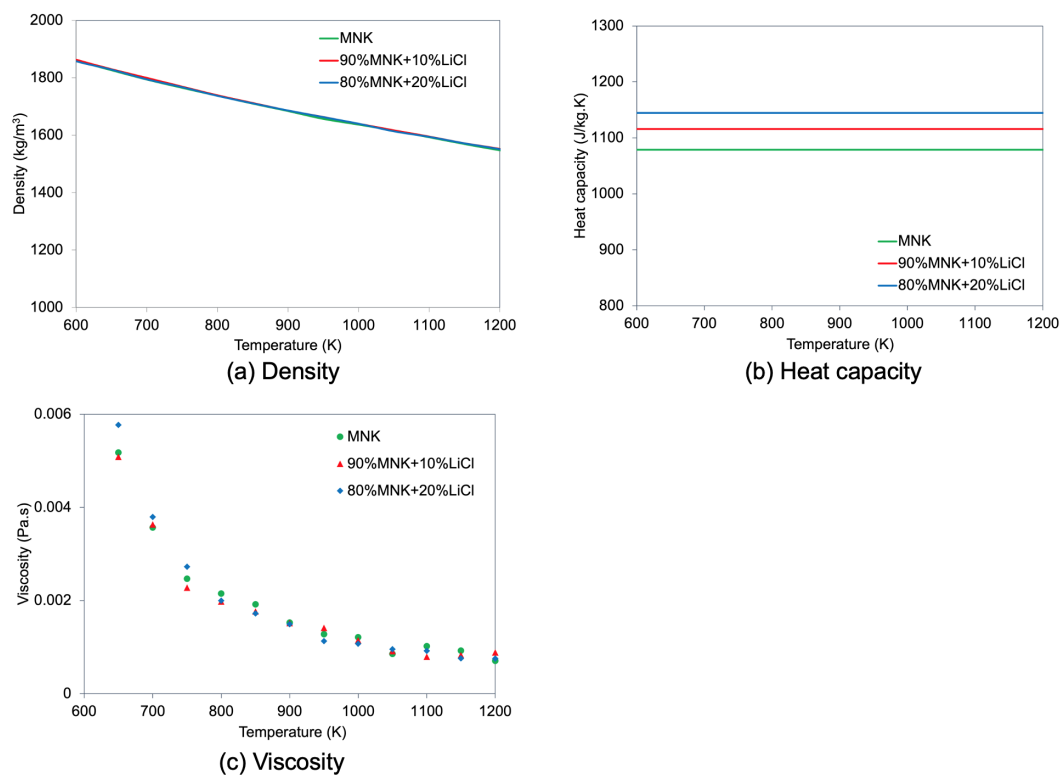 2000
1800
1600
1400
1200
1000
Density (kg/m³)
MNK
90%MNK+10%LiCl
80%MNK+20%LiCl
600 700 800 900 1000 1100 1200
Temperature (K)
(a) Density
1300
1200
1100
1000
900
800
Heat capacity (J/kg.K)
MNK
90%MNK+10%LiCl
80%MNK+20%LiCl
600 700 800 900 1000 1100 1200
Temperature (K)
(b) Heat capacity
0.006
0.004
0.002
0
Viscosity (Pa.s)
MNK
90%MNK+10%LiCl
80%MNK+20%LiCl
600 700 800 900 1000 1100 1200
Temperature (K)
(c) Viscosity